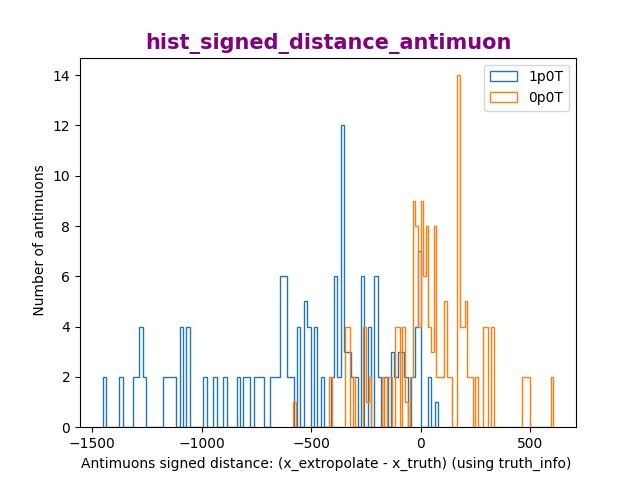 hist_signed_distance_antimuon
1p0T
0p0T
14
12
10
8
6
4
2
0
Number of antimuons
−1500 −1000 −500 0 500
Antimuons signed distance: (x_extropolate - x_truth) (using truth_info)